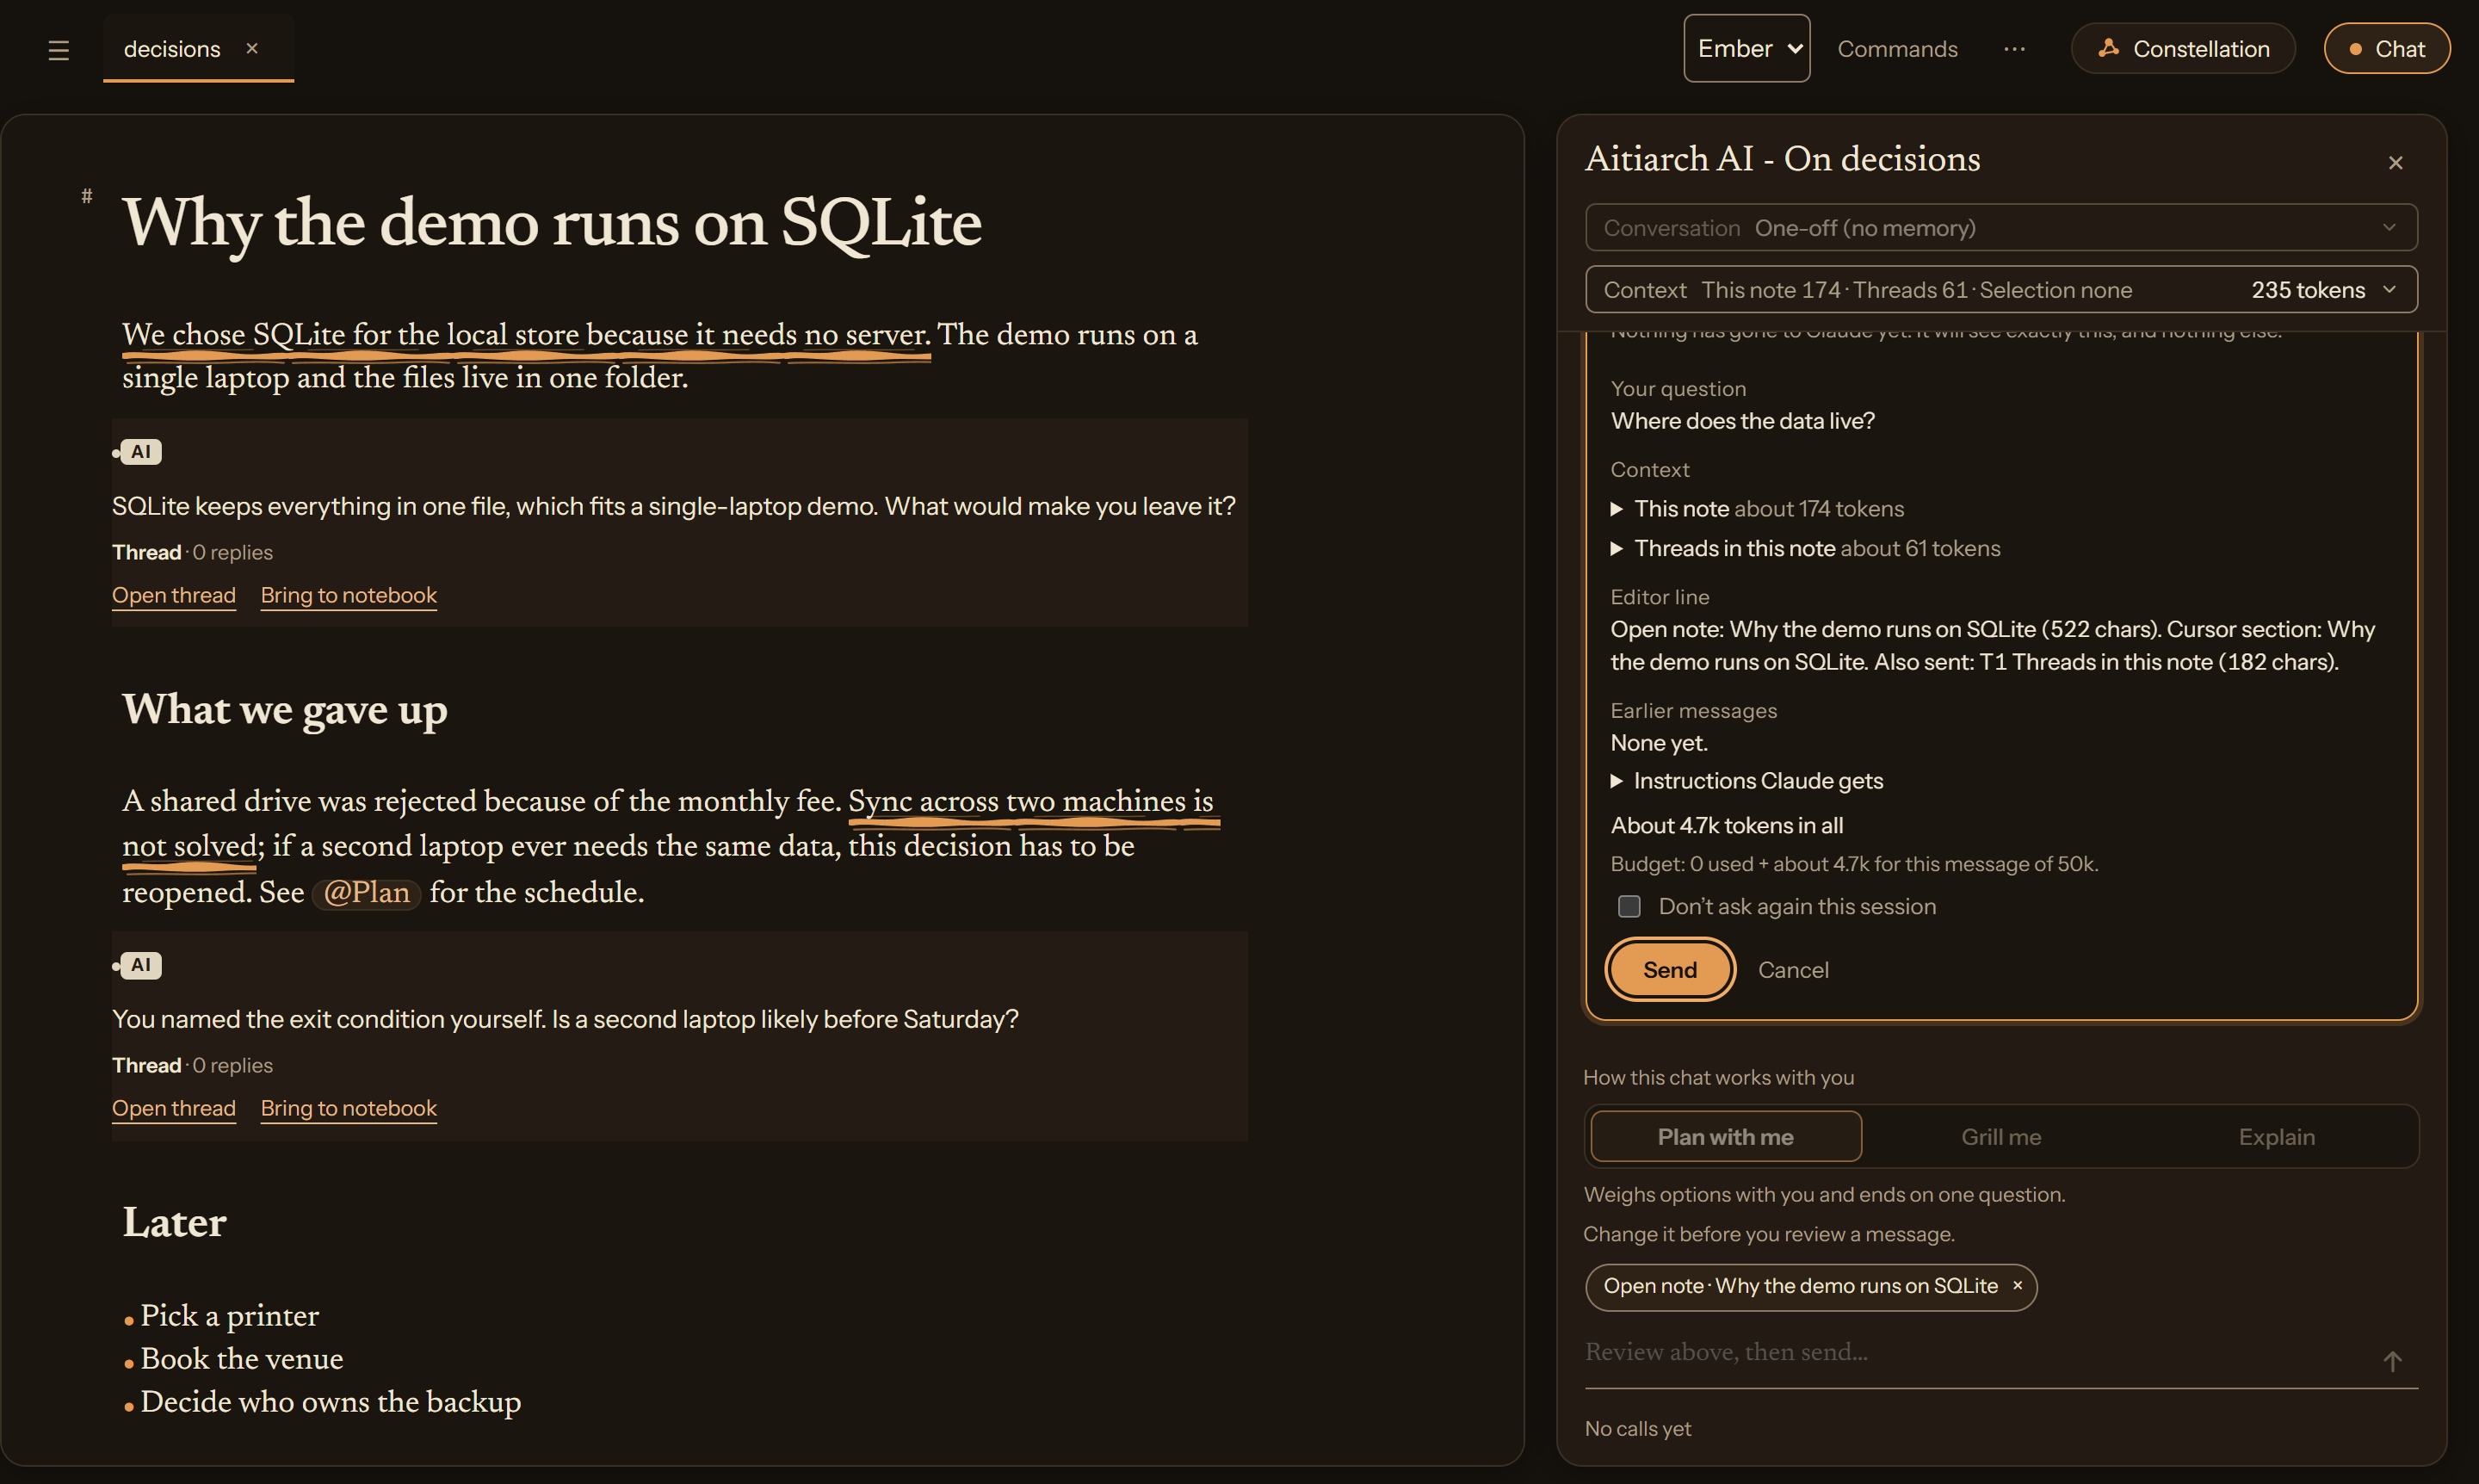 ☰ decisions ×
Ember Commands ··· Constellation Chat
#
Why the demo runs on SQLite
We chose SQLite for the local store because it needs no server. The demo runs on a
single laptop and the files live in one folder.
AI
SQLite keeps everything in one file, which fits a single-laptop demo. What would make you leave it?
Thread · 0 replies
Open thread Bring to notebook
What we gave up
A shared drive was rejected because of the monthly fee. Sync across two machines is
not solved; if a second laptop ever needs the same data, this decision has to be
reopened. See @Plan for the schedule.
AI
You named the exit condition yourself. Is a second laptop likely before Saturday?
Thread · 0 replies
Open thread Bring to notebook
Later
• Pick a printer
• Book the venue
• Decide who owns the backup
Aitiarch AI - On decisions ×
Conversation One-off (no memory)
Context This note 174 · Threads 61 · Selection none 235 tokens
Nothing has gone to Claude yet. It will see exactly this, and nothing else.
Your question
Where does the data live?
Context
▶ This note about 174 tokens
▶ Threads in this note about 61 tokens
Editor line
Open note: Why the demo runs on SQLite (522 chars). Cursor section: Why
the demo runs on SQLite. Also sent: T1 Threads in this note (182 chars).
Earlier messages
None yet.
▶ Instructions Claude gets
About 4.7k tokens in all
Budget: 0 used + about 4.7k for this message of 50k.
Don’t ask again this session
Send Cancel
How this chat works with you
Plan with me Grill me Explain
Weighs options with you and ends on one question.
Change it before you review a message.
Open note · Why the demo runs on SQLite ×
Review above, then send...
No calls yet